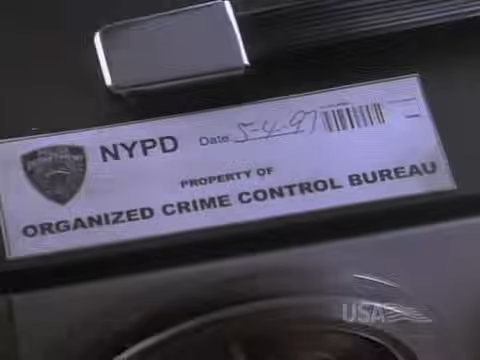 NYPD Date 5-4-97
PROPERTY OF
ORGANIZED CRIME CONTROL BUREAU
USA